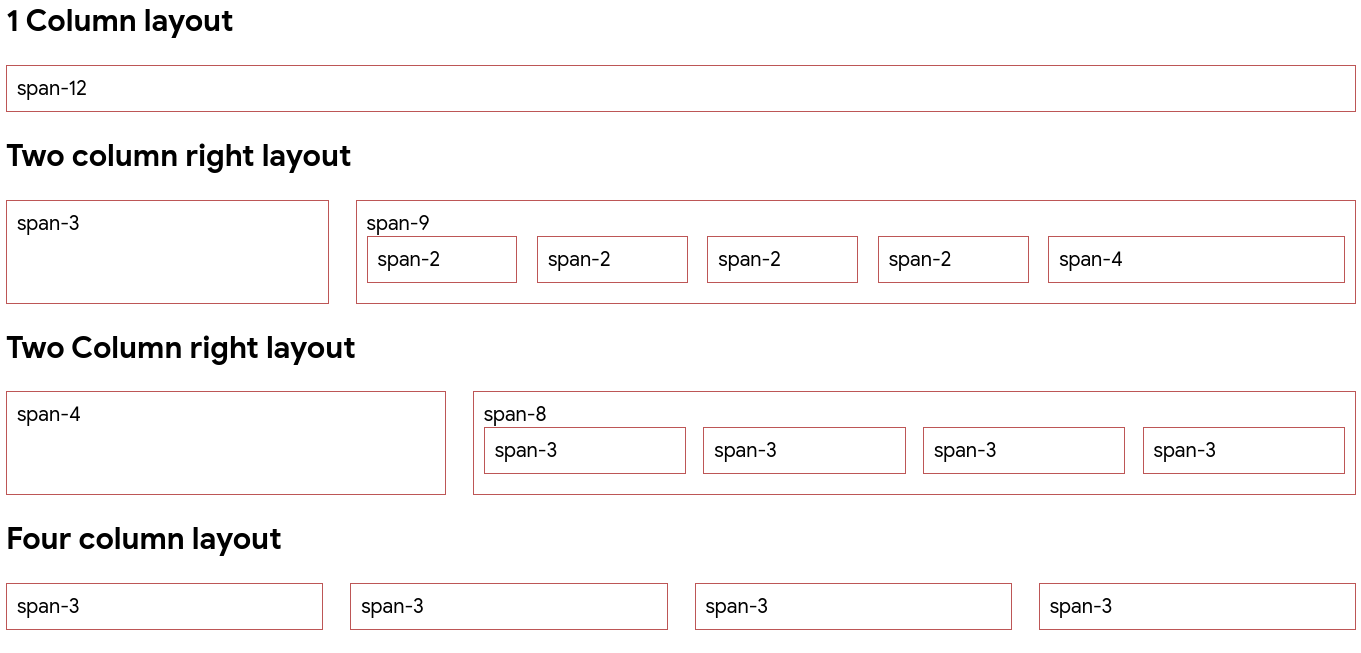 1 Column layout
span-12
Two column right layout
span-3
span-9
span-2 span-2 span-2 span-2 span-4
Two Column right layout
span-4
span-8
span-3 span-3 span-3 span-3
Four column layout
span-3 span-3 span-3 span-3